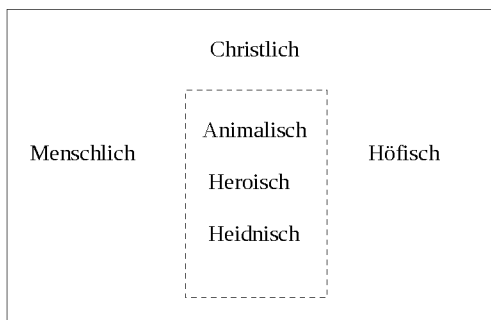 Christlich
Animalisch
Menschlich
Höfisch
Heroisch
Heidnisch